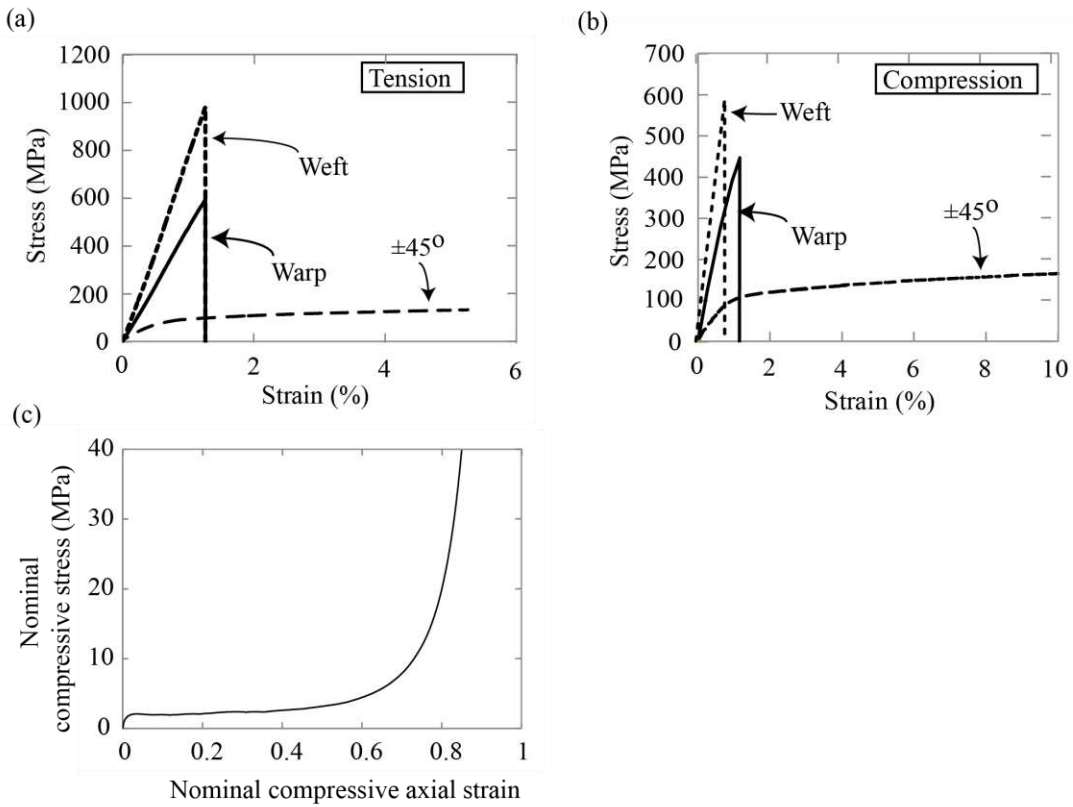 (a)
1200
1000
800
600
400
200
0
Stress (MPa)
Tension
Weft
Warp
±45o
0 2 4 6
Strain (%)
(b)
700
600
500
400
300
200
100
0
Stress (MPa)
Compression
Weft
Warp
±45o
0 2 4 6 8 10
Strain (%)
(c)
40
30
20
10
0
Nominal
compressive stress (MPa)
0 0.2 0.4 0.6 0.8 1
Nominal compressive axial strain